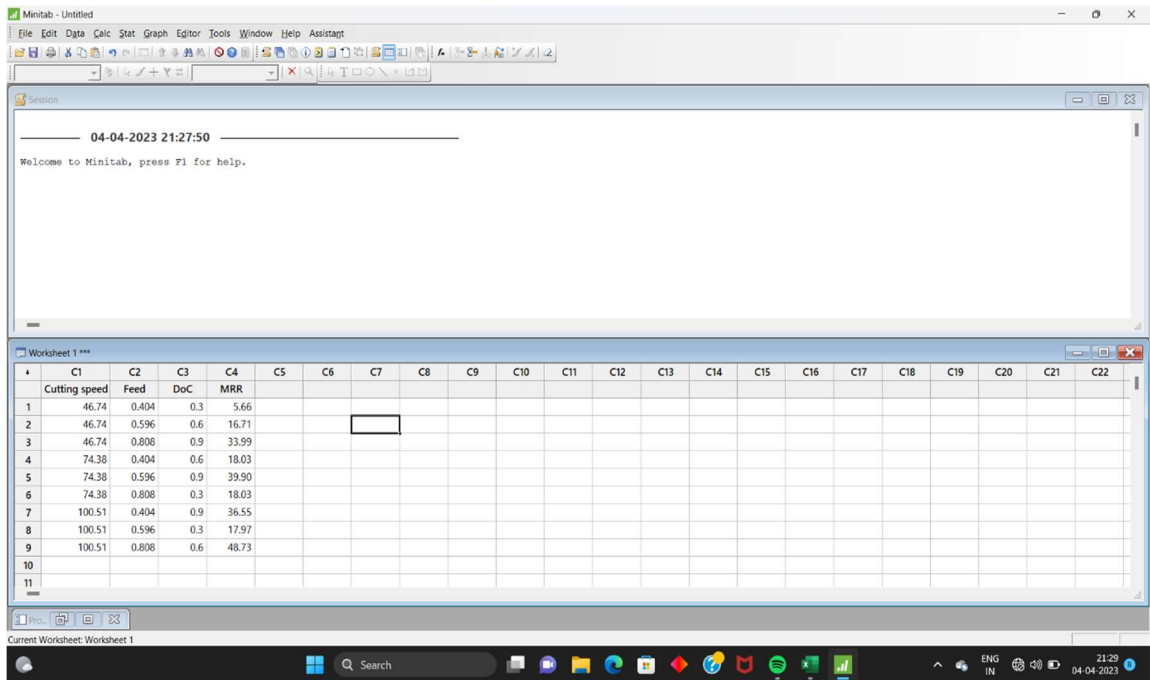 Minitab - Untitled
File Edit Data Calc Stat Graph Editor Tools Window Help Assistant
Session
04-04-2023 21:27:50
Welcome to Minitab, press F1 for help.
Worksheet 1 ***
C1 C2 C3 C4 C5 C6 C7 C8 C9 C10 C11 C12 C13 C14 C15 C16 C17 C18 C19 C20 C21 C22
Cutting speed Feed DoC MRR
1 46.74 0.404 0.3 5.66
2 46.74 0.596 0.6 16.71
3 46.74 0.808 0.9 33.99
4 74.38 0.404 0.6 18.03
5 74.38 0.596 0.9 39.90
6 74.38 0.808 0.3 18.03
7 100.51 0.404 0.9 36.55
8 100.51 0.596 0.3 17.97
9 100.51 0.808 0.6 48.73
10
11
Pro...
Current Worksheet: Worksheet 1
Search
ENG
IN
21:29
04-04-2023